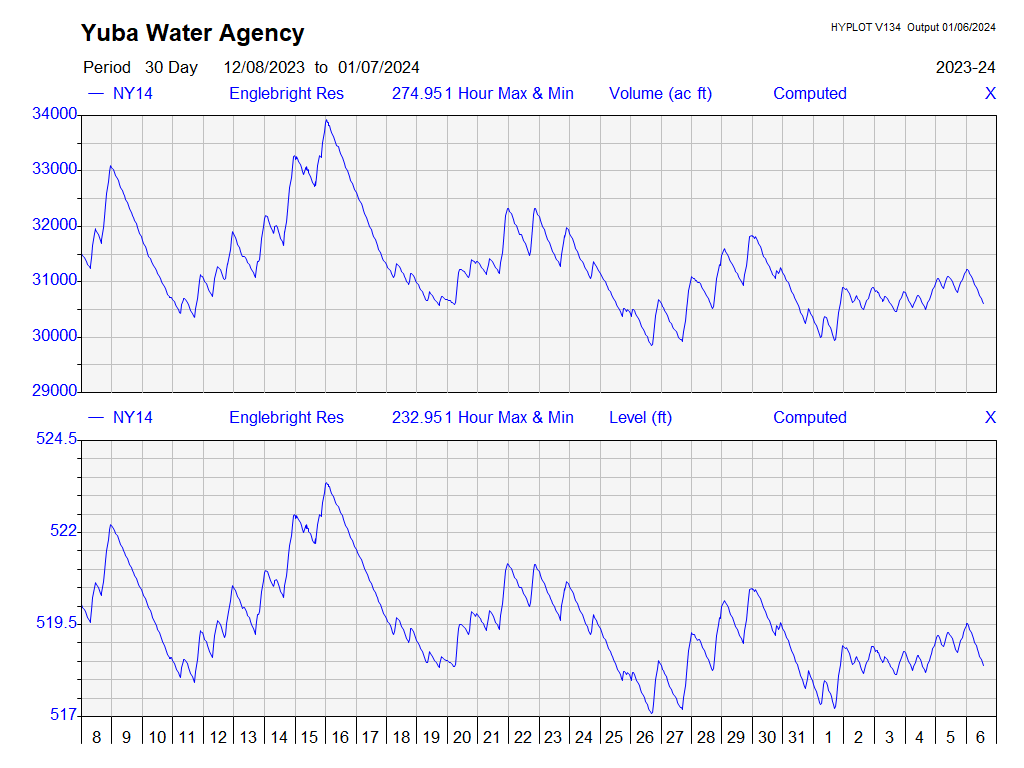 Yuba Water Agency
HYPLOT V134 Output 01/06/2024
Period 30 Day 12/08/2023 to 01/07/2024 2023-24
— NY14 Englebright Res 274.951 Hour Max & Min Volume (ac ft) Computed X
34000
33000
32000
31000
30000
29000
— NY14 Englebright Res 232.951 Hour Max & Min Level (ft) Computed X
524.5
522
519.5
517
8 9 10 11 12 13 14 15 16 17 18 19 20 21 22 23 24 25 26 27 28 29 30 31 1 2 3 4 5 6